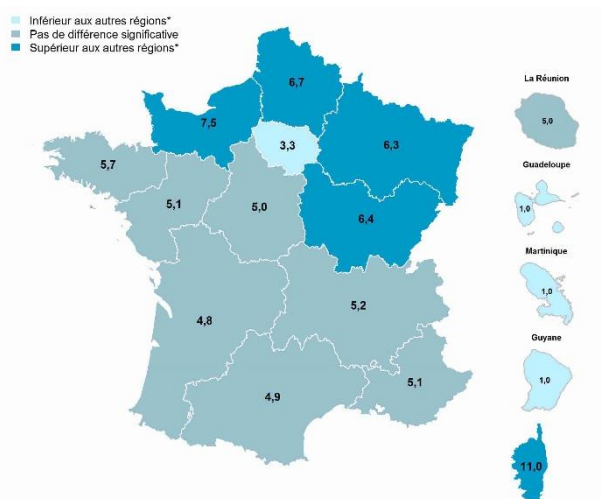 Inférieur aux autres régions*
Pas de différence significative
Supérieur aux autres régions*
6,7
7,5
3,3
6,3
5,7
5,1
5,0
6,4
4,8
5,2
4,9
5,1
La Réunion
5,0
Guadeloupe
1,0
Martinique
1,0
Guyane
1,0
11,0